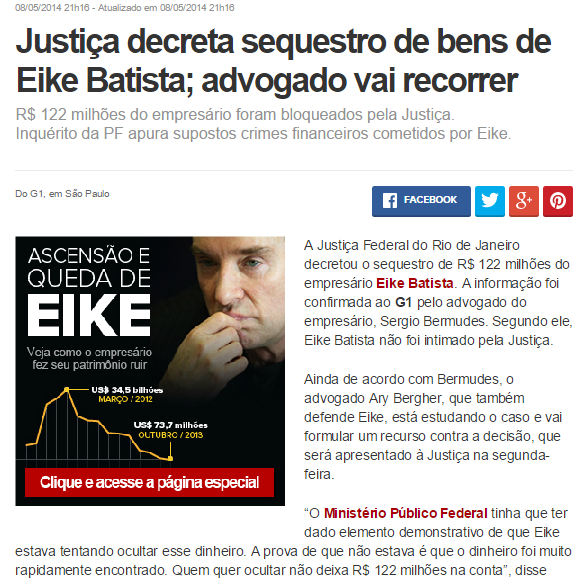 08/05/2014 21h16 - Atualizado em 08/05/2014 21h16
Justiça decreta sequestro de bens de
Eike Batista; advogado vai recorrer
R$ 122 milhões do empresário foram bloqueados pela Justiça.
Inquérito da PF apura supostos crimes financeiros cometidos por Eike.
Do G1, em São Paulo
FACEBOOK
ASCENSÃO E
QUEDA DE
EIKE
Veja como o empresário
fez seu patrimônio ruir
US$ 34,5 bilhões
MARÇO / 2012
US$ 73,7 milhões
OUTUBRO / 2013
Clique e acesse a página especial
A Justiça Federal do Rio de Janeiro
decretou o sequestro de R$ 122 milhões do
empresário Eike Batista. A informação foi
confirmada ao G1 pelo advogado do
empresário, Sergio Bermudes. Segundo ele,
Eike Batista não foi intimado pela Justiça.
Ainda de acordo com Bermudes, o
advogado Ary Bergher, que também
defende Eike, está estudando o caso e vai
formular um recurso contra a decisão, que
será apresentado à Justiça na segunda-
feira.
“O Ministério Público Federal tinha que ter
dado elemento demonstrativo de que Eike
estava tentando ocultar esse dinheiro. A prova de que não estava é que o dinheiro foi muito
rapidamente encontrado. Quem quer ocultar não deixa R$ 122 milhões na conta”, disse